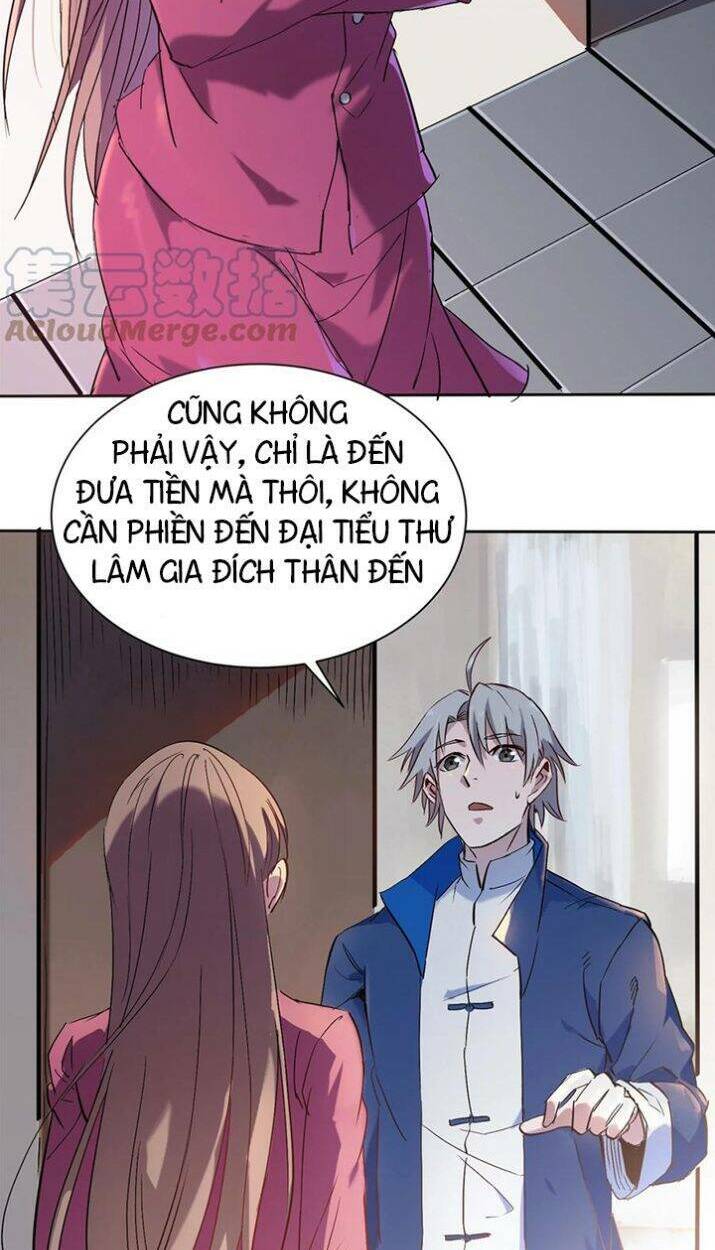 集云数据
ACloudMerge.com
CŨNG KHÔNG
PHẢI VẬY, CHỈ LÀ ĐẾN
ĐƯA TIỀN MÀ THÔI, KHÔNG
CẦN PHIỀN ĐẾN ĐẠI TIỂU THƯ
LÂM GIA ĐÍCH THÂN ĐẾN